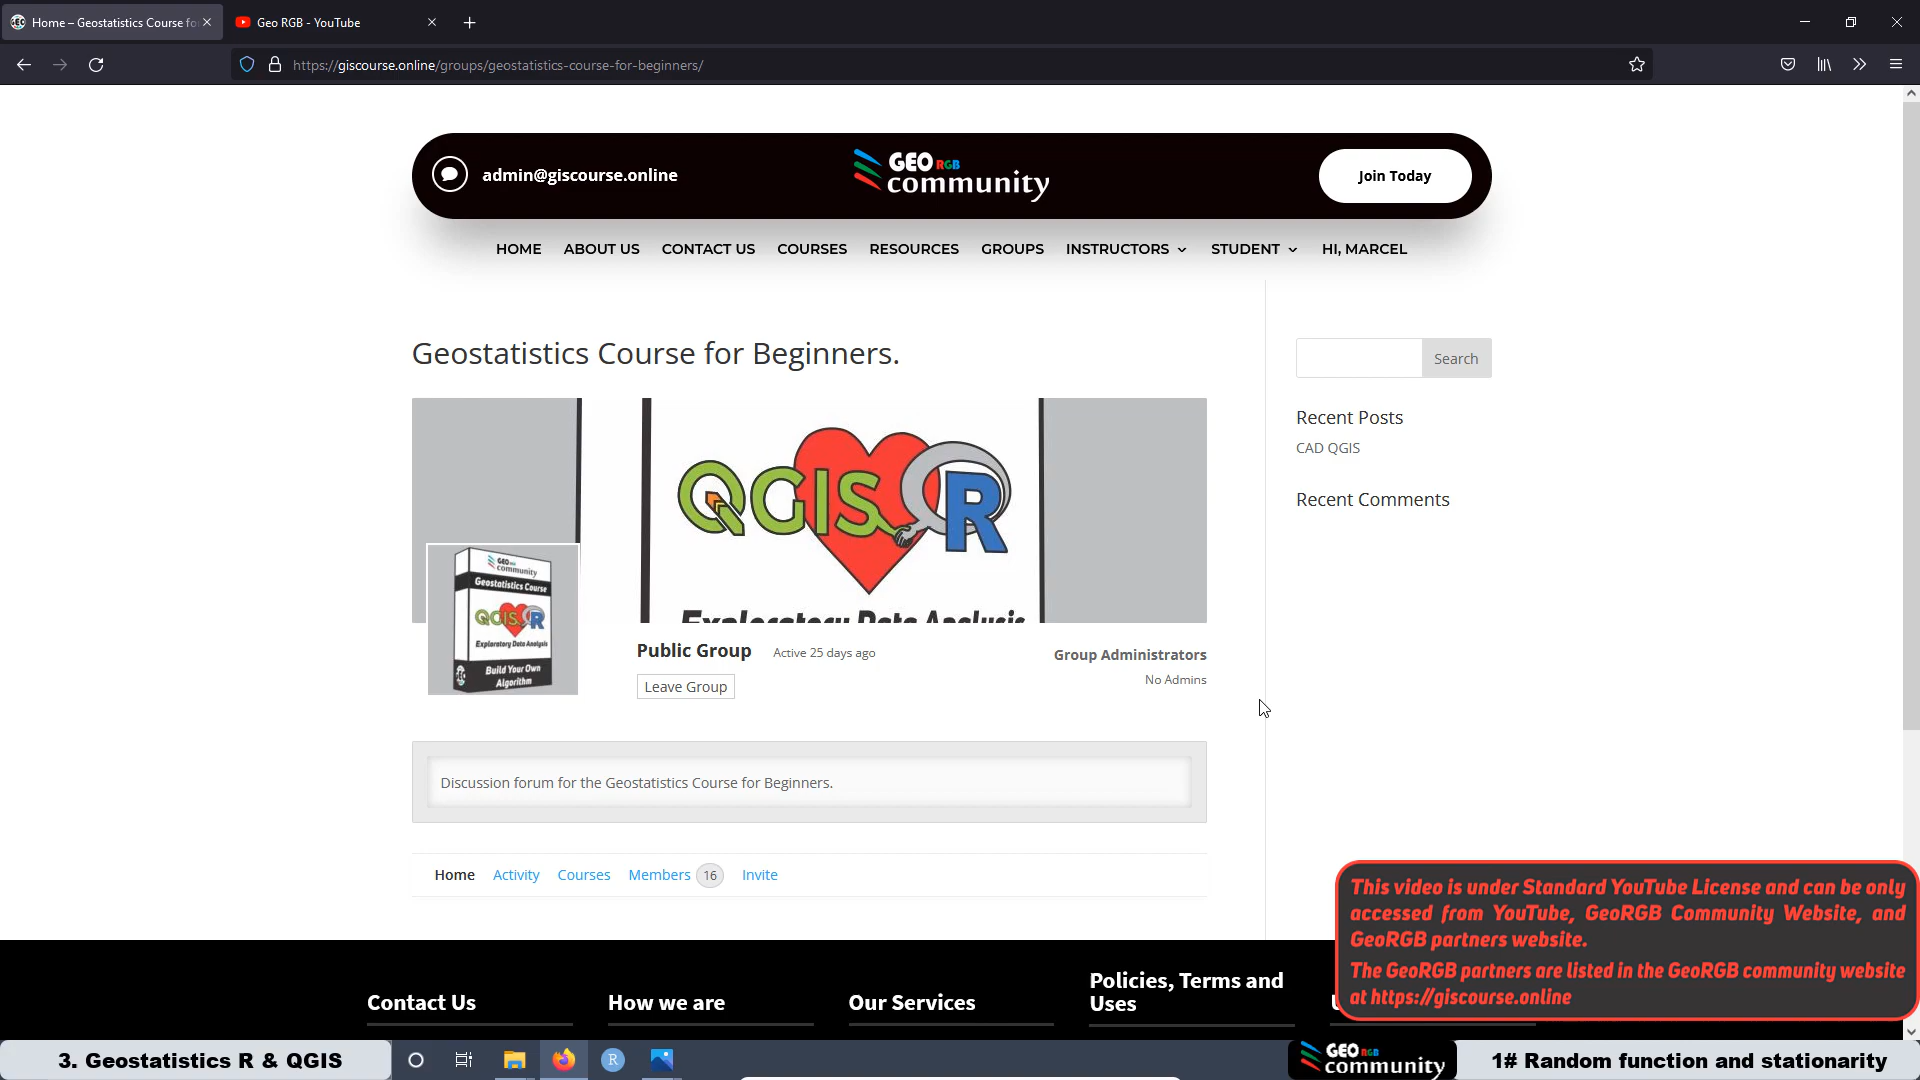 Home – Geostatistics Course fo
Geo RGB - YouTube
https://giscourse.online/groups/geostatistics-course-for-beginners/
admin@giscourse.online
GEO RGB
community
Join Today
HOME ABOUT US CONTACT US COURSES RESOURCES GROUPS INSTRUCTORS STUDENT HI, MARCEL
Geostatistics Course for Beginners.
Search
Recent Posts
CAD QGIS
Recent Comments
QGIS R
Exploratory Data Analysis
GEO RGB
community
Geostatistics Course
QGIS R
Exploratory Data Analysis
Build Your Own
Algorithm
Public Group Active 25 days ago
Leave Group
Group Administrators
No Admins
Discussion forum for the Geostatistics Course for Beginners.
Home Activity Courses Members 16 Invite
This video is under Standard YouTube License and can be only
accessed from YouTube, GeoRGB Community Website, and
GeoRGB partners website.
The GeoRGB partners are listed in the GeoRGB community website
at https://giscourse.online
Contact Us
How we are
Our Services
Policies, Terms and
Uses
3. Geostatistics R & QGIS
R
GEO RGB
community
1# Random function and stationarity